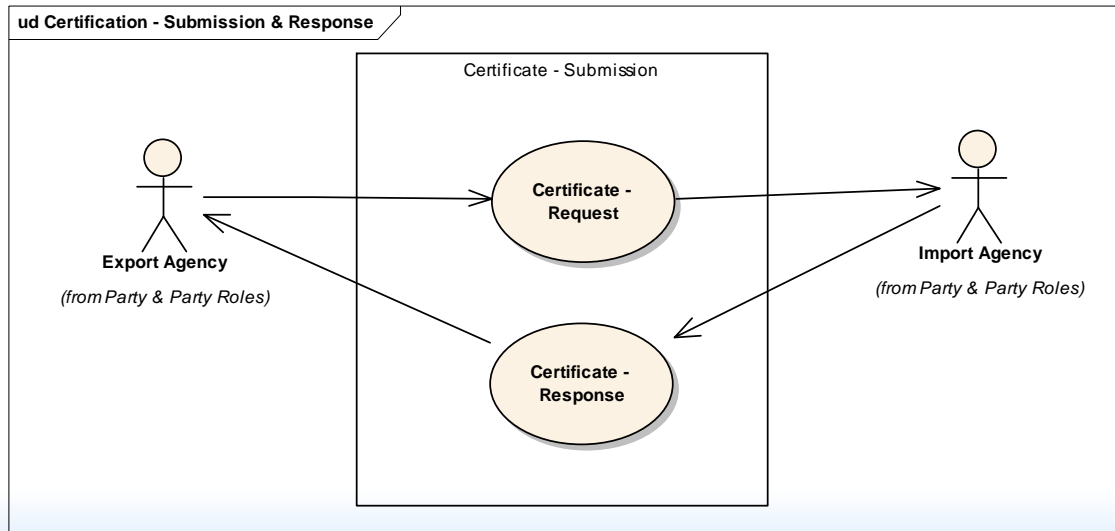 ud Certification - Submission & Response
Certificate - Submission
Certificate -
Request
Export Agency
(from Party & Party Roles)
Import Agency
(from Party & Party Roles)
Certificate -
Response